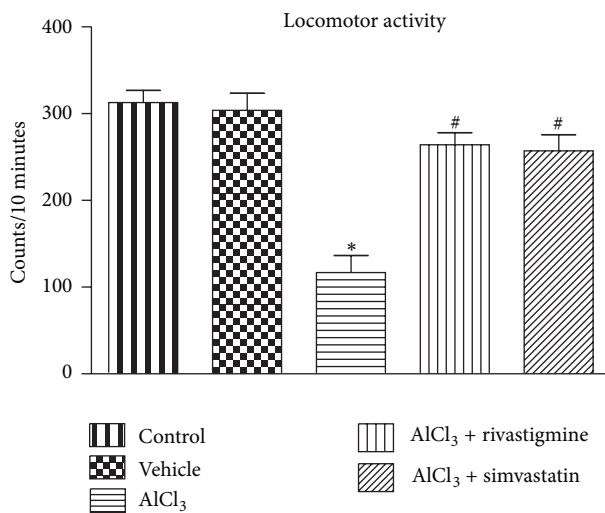 Locomotor activity
400
300
200
100
0
Counts/10 minutes
*
#
#
Control
Vehicle
AlCl₃
AlCl₃ + rivastigmine
AlCl₃ + simvastatin